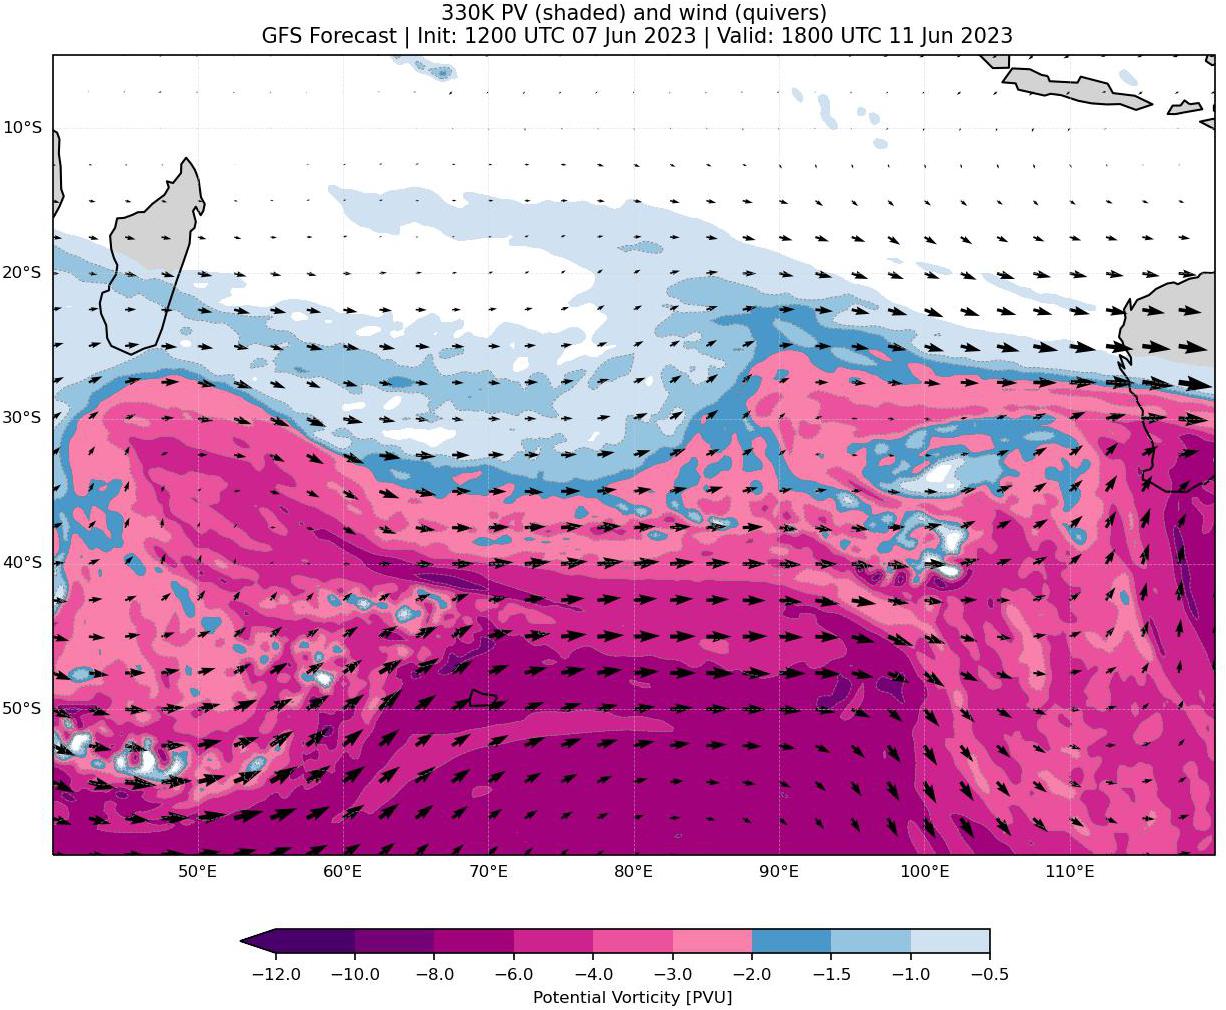 330K PV (shaded) and wind (quivers)
GFS Forecast | Init: 1200 UTC 07 Jun 2023 | Valid: 1800 UTC 11 Jun 2023
10°S
20°S
30°S
40°S
50°S
50°E 60°E 70°E 80°E 90°E 100°E 110°E
−12.0 −10.0 −8.0 −6.0 −4.0 −3.0 −2.0 −1.5 −1.0 −0.5
Potential Vorticity [PVU]